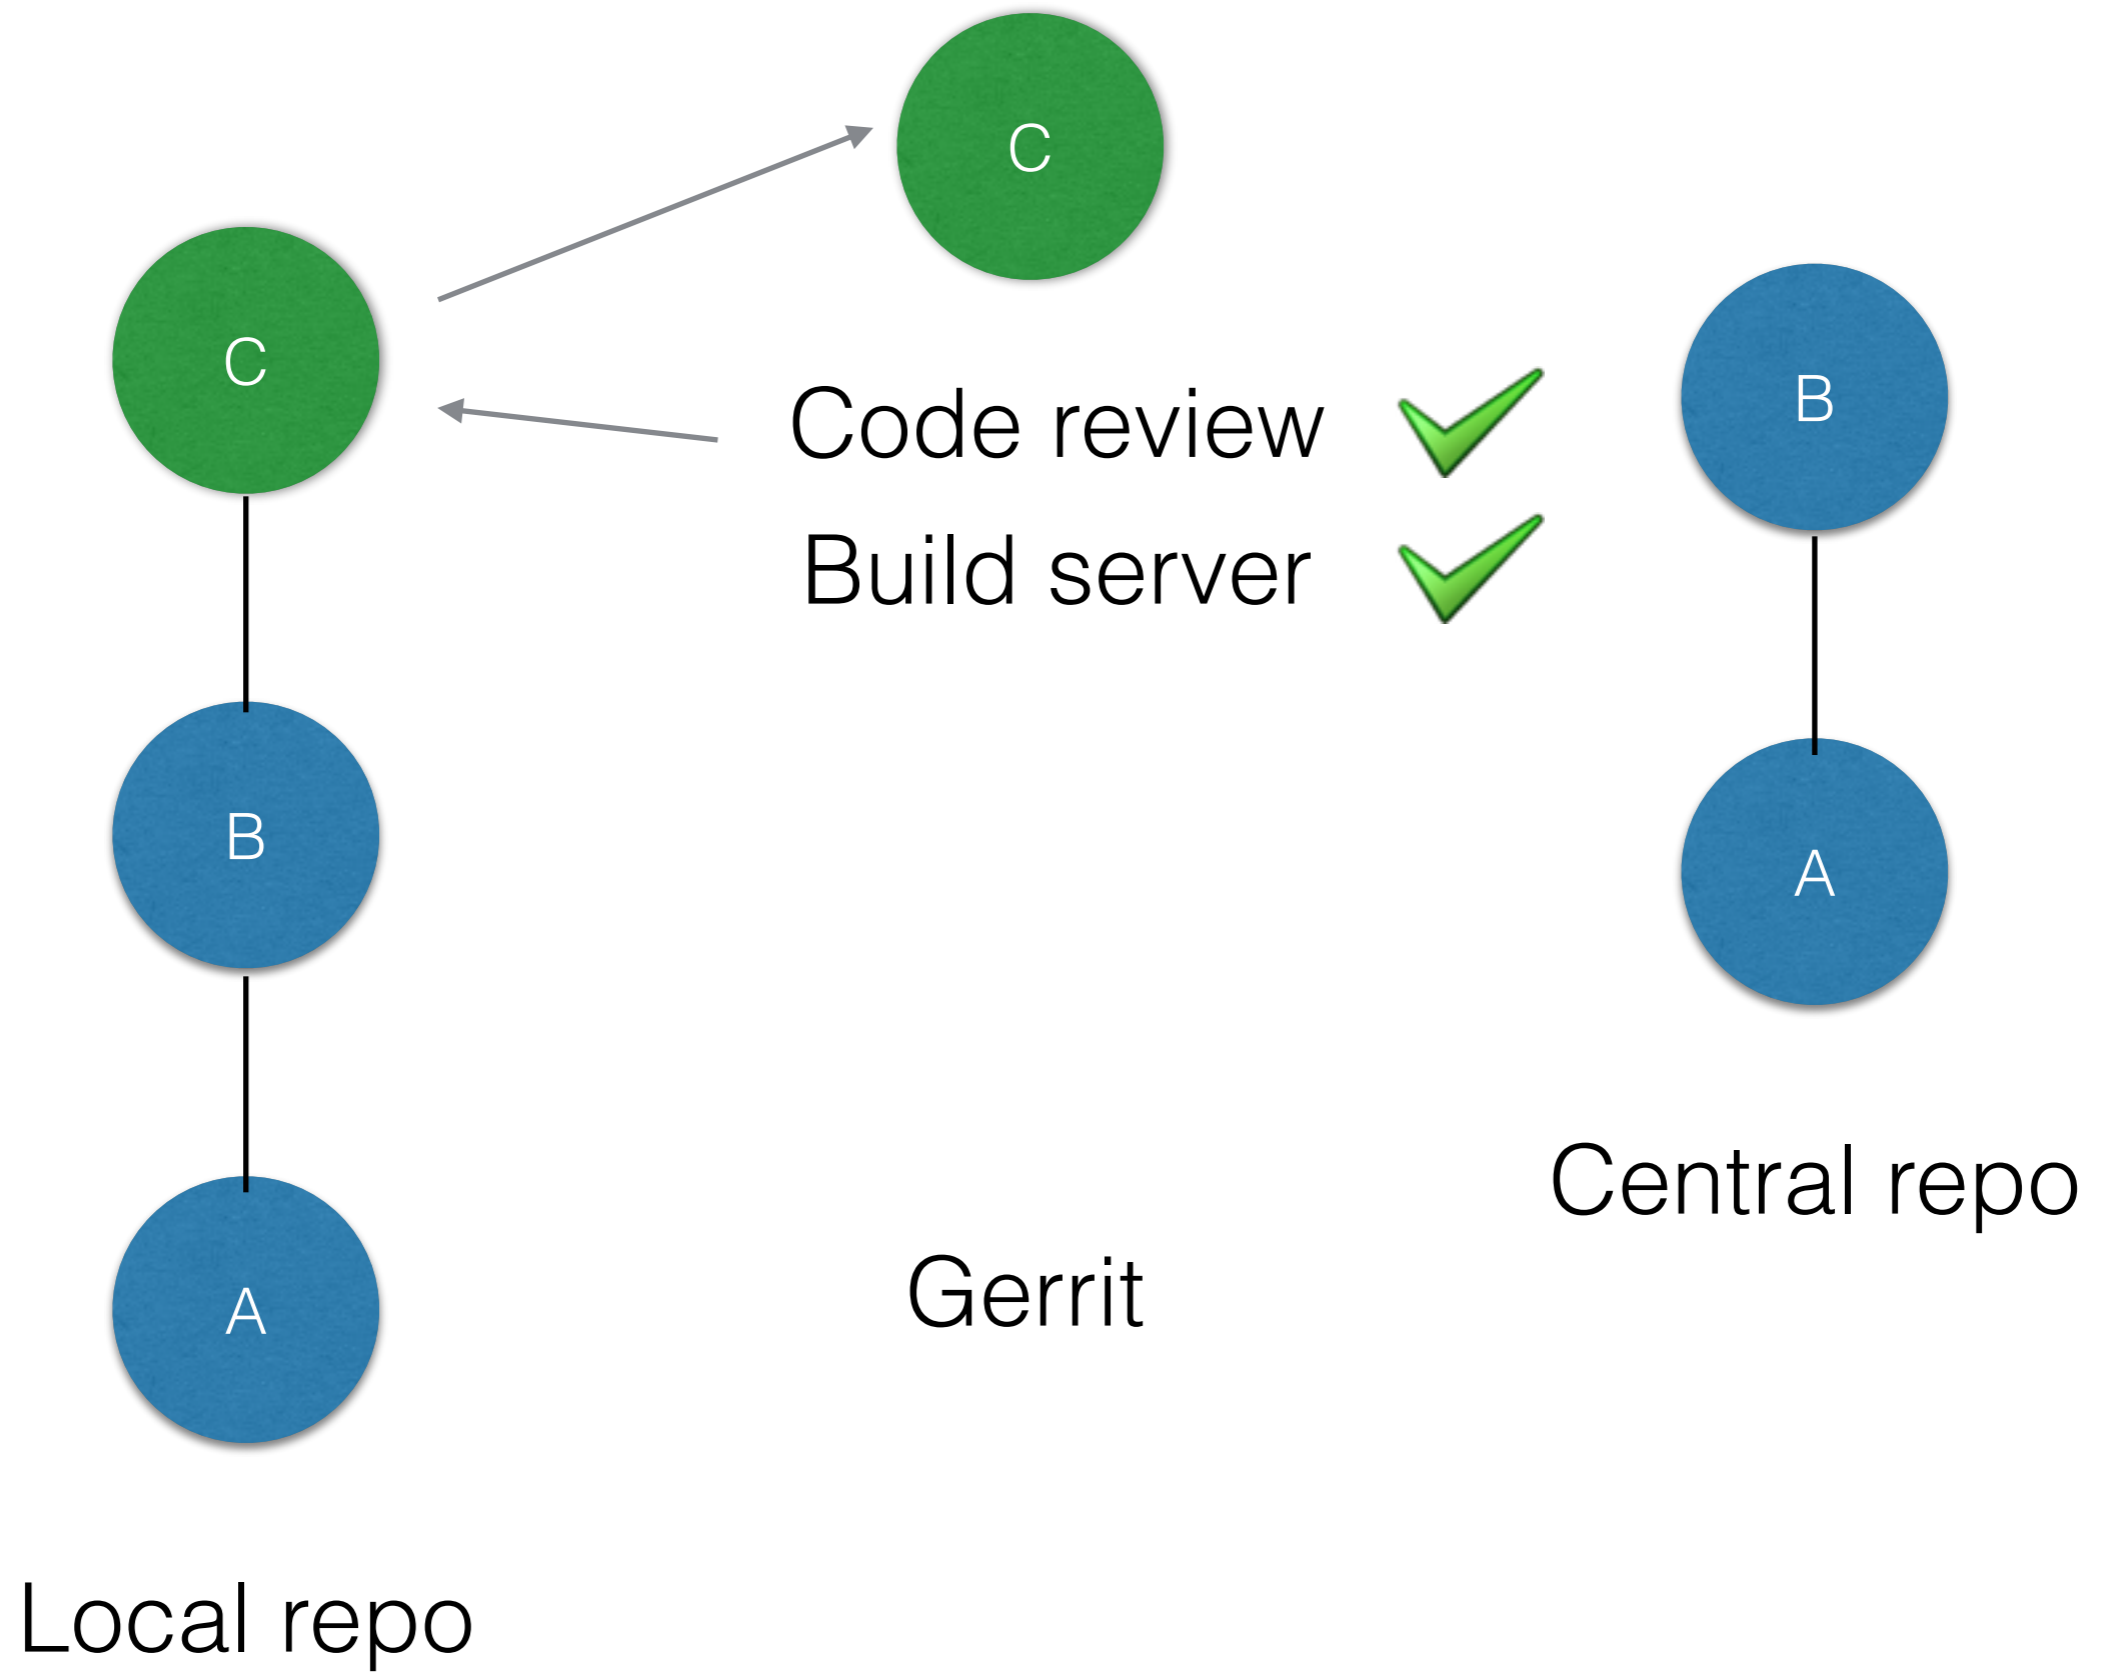 C
C
B
Code review
Build server
B
A
A
Central repo
Gerrit
Local repo